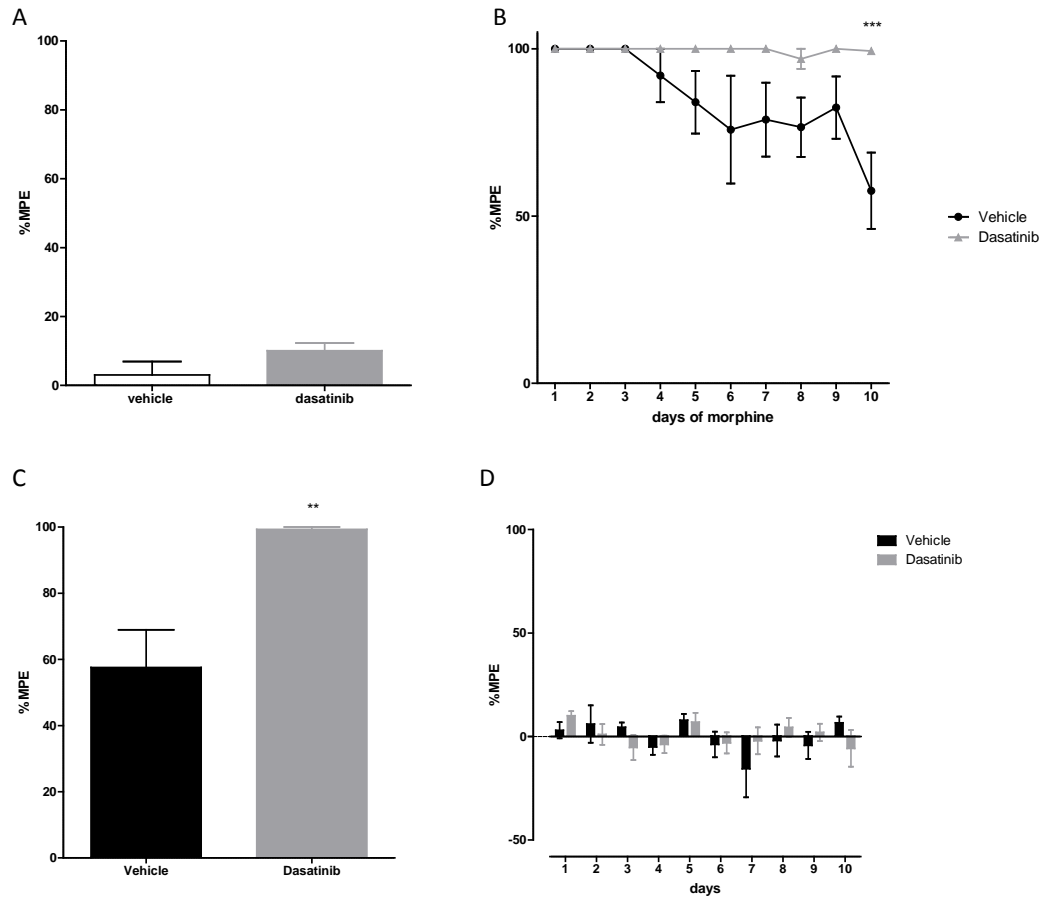 A
100
80
60
40
20
0
%MPE
vehicle
dasatinib
B
***
100
50
0
%MPE
1 2 3 4 5 6 7 8 9 10
days of morphine
Vehicle
Dasatinib
C
**
100
80
60
40
20
0
%MPE
Vehicle
Dasatinib
D
100
50
0
-50
%MPE
1 2 3 4 5 6 7 8 9 10
days
Vehicle
Dasatinib